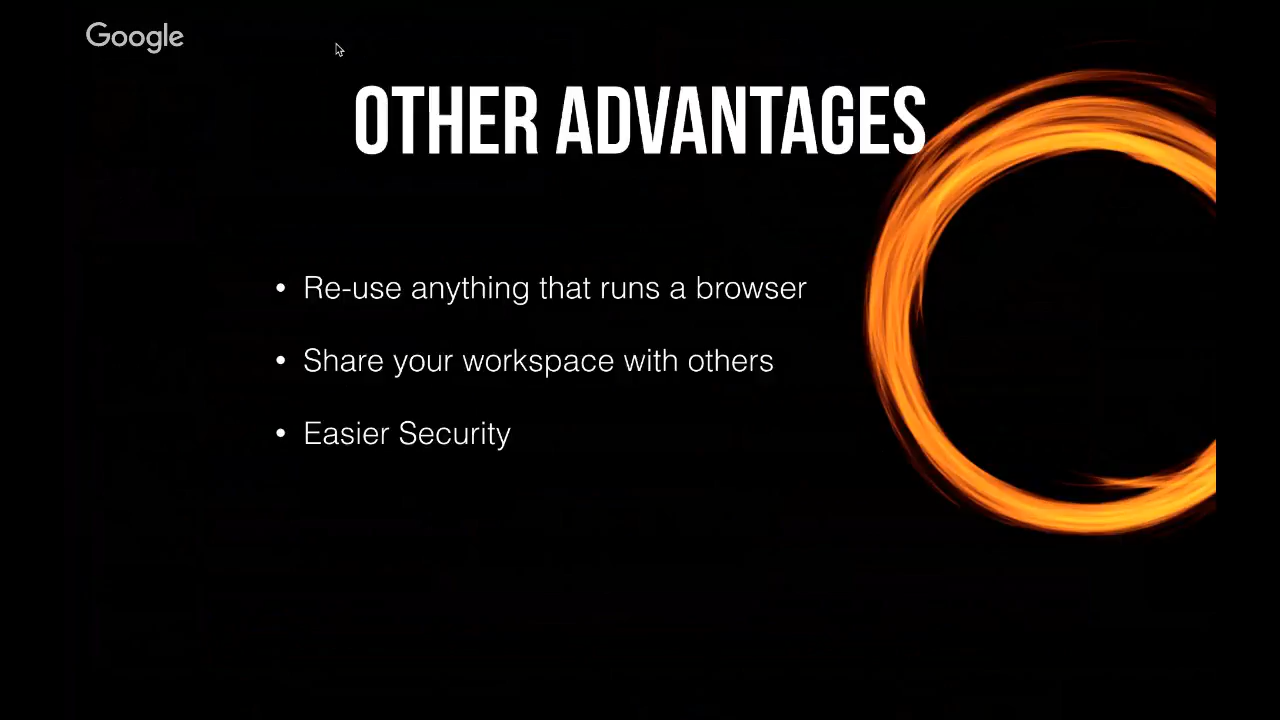 Google
OTHER ADVANTAGES
• Re-use anything that runs a browser
• Share your workspace with others
• Easier Security